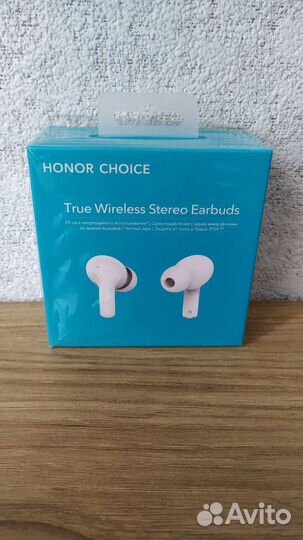 HONOR CHOICE
True Wireless Stereo Earbuds
24 часа непрерывного использования* | Шумоподавление с двумя микрофонами
во время вызовов | Чистый звук | Защита от пыли и брызг IP54 **
Avito